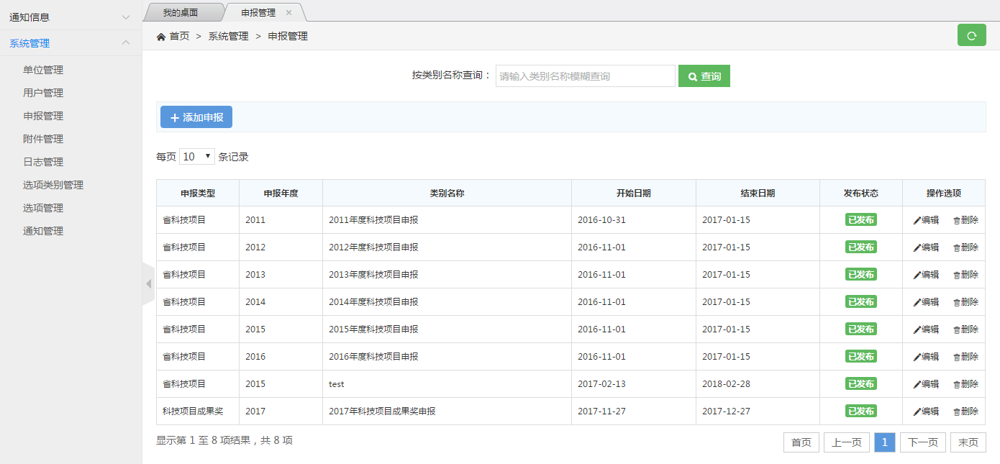 通知信息
系统管理
单位管理
用户管理
申报管理
附件管理
日志管理
选项类别管理
选项管理
通知管理
我的桌面 申报管理 ×
首页 > 系统管理 > 申报管理
按类别名称查询： 请输入类别名称模糊查询 查询
添加申报
每页 10 条记录
申报类型 申报年度 类别名称 开始日期 结束日期 发布状态 操作选项
省科技项目 2011 2011年度科技项目申报 2016-10-31 2017-01-15 已发布 编辑 删除
省科技项目 2012 2012年度科技项目申报 2016-11-01 2017-01-15 已发布 编辑 删除
省科技项目 2013 2013年度科技项目申报 2016-11-01 2017-01-15 已发布 编辑 删除
省科技项目 2014 2014年度科技项目申报 2016-11-01 2017-01-15 已发布 编辑 删除
省科技项目 2015 2015年度科技项目申报 2016-11-01 2017-01-15 已发布 编辑 删除
省科技项目 2016 2016年度科技项目申报 2016-11-01 2017-01-15 已发布 编辑 删除
省科技项目 2015 test 2017-02-13 2018-02-28 已发布 编辑 删除
科技项目成果奖 2017 2017年科技项目成果奖申报 2017-11-27 2017-12-27 已发布 编辑 删除
显示第 1 至 8 项结果，共 8 项 首页 上一页 1 下一页 末页